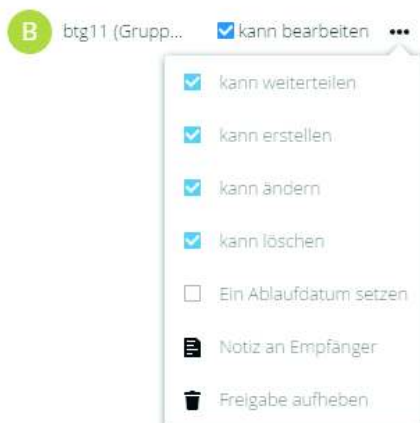 B btg11 (Grupp... kann bearbeiten
kann weiterteilen
kann erstellen
kann ändern
kann löschen
Ein Ablaufdatum setzen
Notiz an Empfänger
Freigabe aufheben